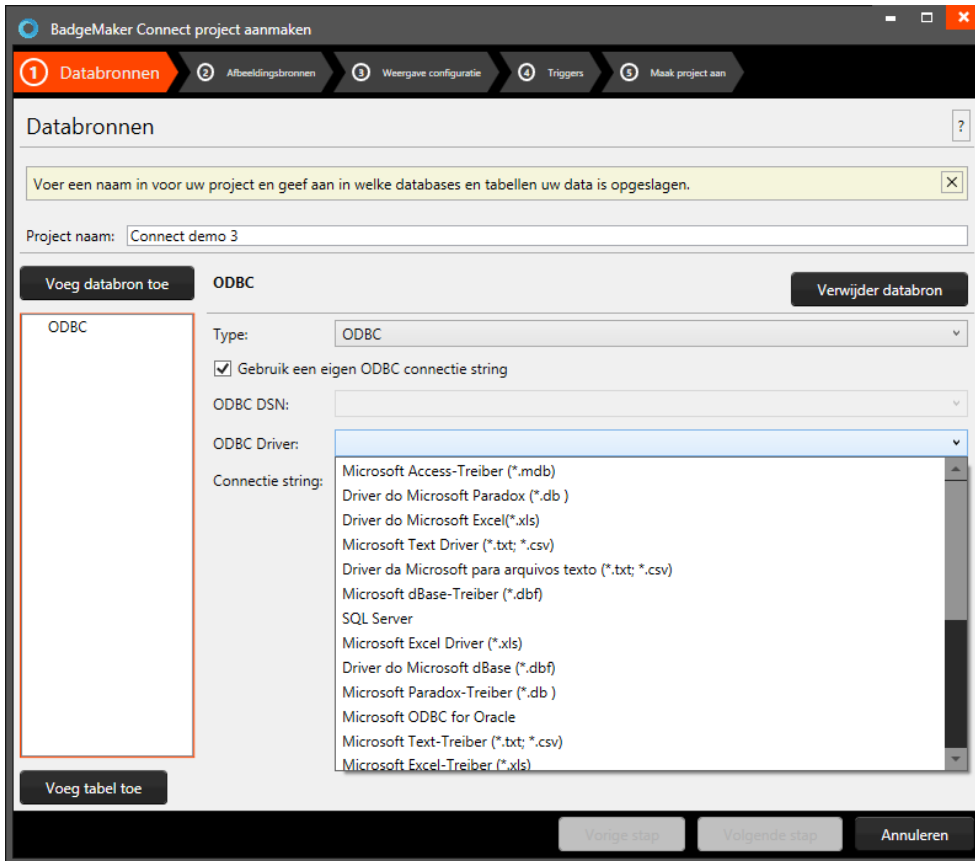 BadgeMaker Connect project aanmaken
1 Databronnen 2 Afbeeldingsbronnen 3 Weergave configuratie 4 Triggers 5 Maak project aan
Databronnen ?
Voer een naam in voor uw project en geef aan in welke databases en tabellen uw data is opgeslagen.
Project naam: Connect demo 3
Voeg databron toe ODBC Verwijder databron
ODBC
Type: ODBC
Gebruik een eigen ODBC connectie string
ODBC DSN:
ODBC Driver:
Connectie string:
Microsoft Access-Treiber (*.mdb)
Driver do Microsoft Paradox (*.db )
Driver do Microsoft Excel(*.xls)
Microsoft Text Driver (*.txt; *.csv)
Driver da Microsoft para arquivos texto (*.txt; *.csv)
Microsoft dBase-Treiber (*.dbf)
SQL Server
Microsoft Excel Driver (*.xls)
Driver do Microsoft dBase (*.dbf)
Microsoft Paradox-Treiber (*.db )
Microsoft ODBC for Oracle
Microsoft Text-Treiber (*.txt; *.csv)
Microsoft Excel-Treiber (*.xls)
Voeg tabel toe
Vorige stap Volgende stap Annuleren